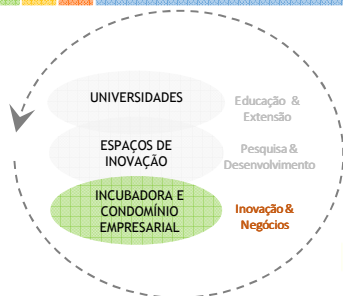 UNIVERSIDADES
Educação &
Extensão
ESPAÇOS DE
INOVAÇÃO
Pesquisa &
Desenvolvimento
INCUBADORA E
CONDOMÍNIO
EMPRESARIAL
Inovação &
Negócios